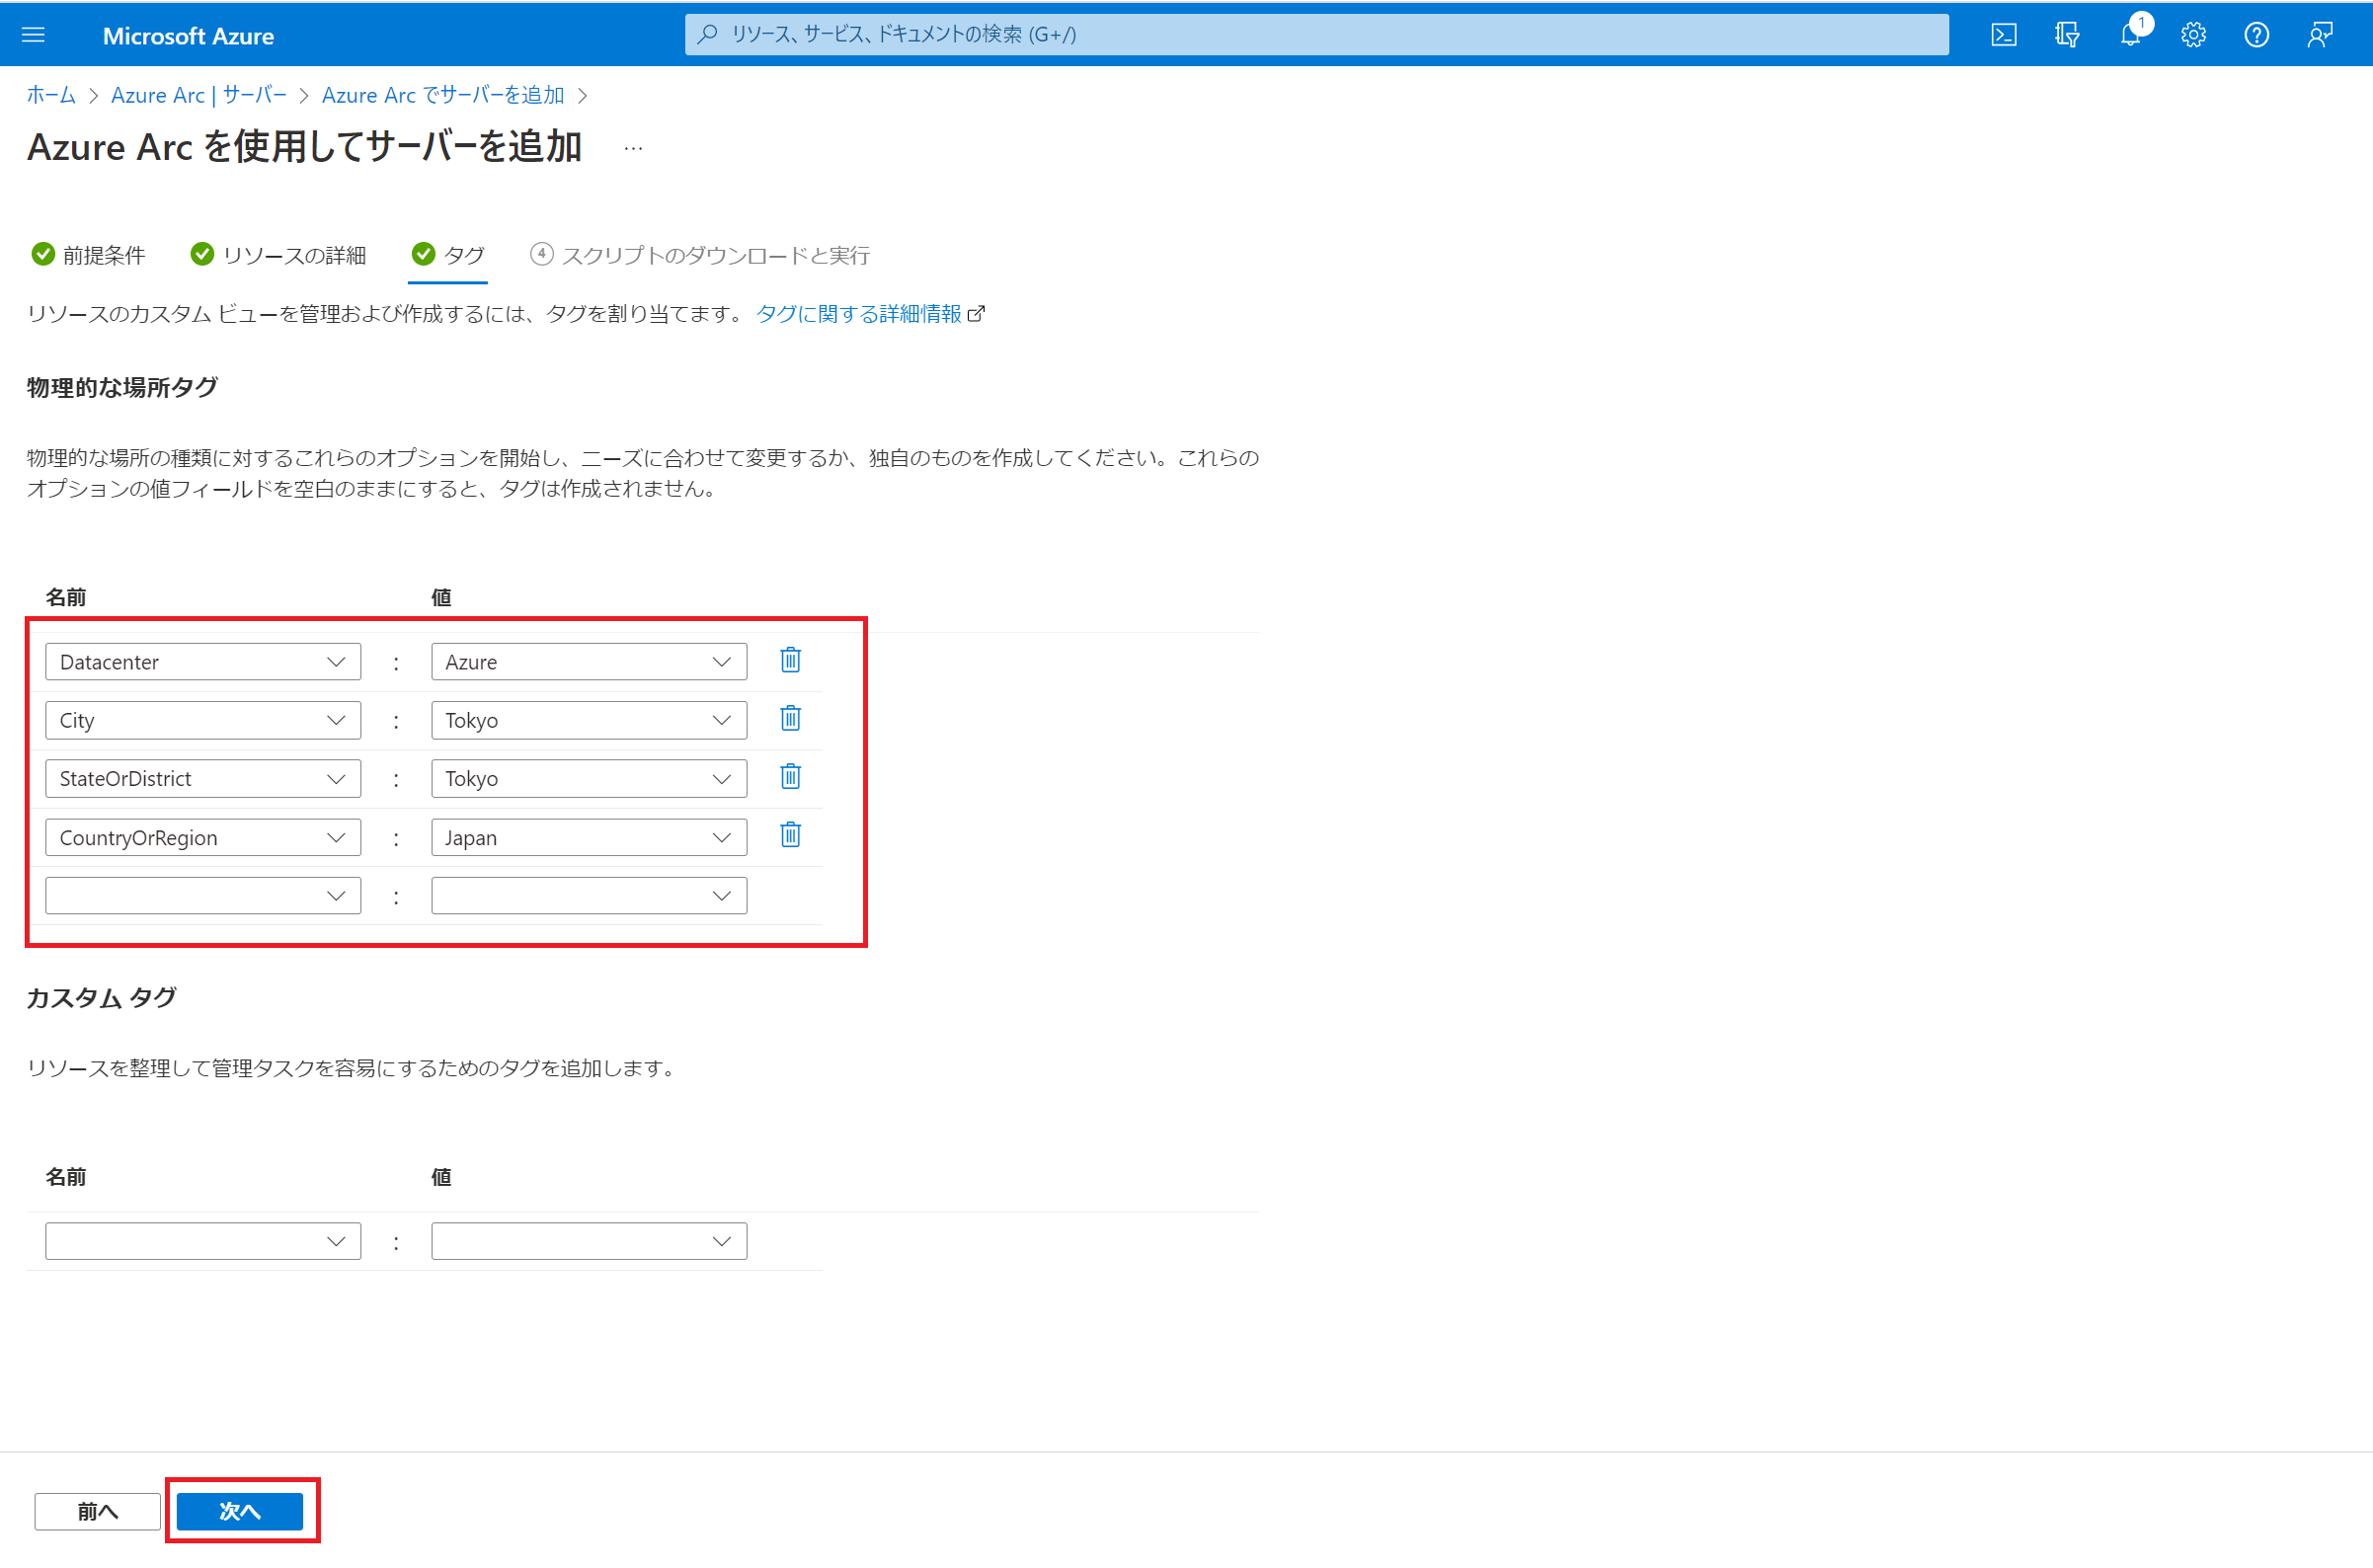 Microsoft Azure
リソース、サービス、ドキュメントの検索 (G+/)
1
ホーム > Azure Arc | サーバー > Azure Arc でサーバーを追加 >
Azure Arc を使用してサーバーを追加 ...
前提条件 リソースの詳細 タグ 4 スクリプトのダウンロードと実行
リソースのカスタム ビューを管理および作成するには、タグを割り当てます。 タグに関する詳細情報
物理的な場所タグ
物理的な場所の種類に対するこれらのオプションを開始し、ニーズに合わせて変更するか、独自のものを作成してください。これらの
オプションの値フィールドを空白のままにすると、タグは作成されません。
名前 値
Datacenter : Azure
City : Tokyo
StateOrDistrict : Tokyo
CountryOrRegion : Japan
:
カスタム タグ
リソースを整理して管理タスクを容易にするためのタグを追加します。
名前 値
:
前へ 次へ